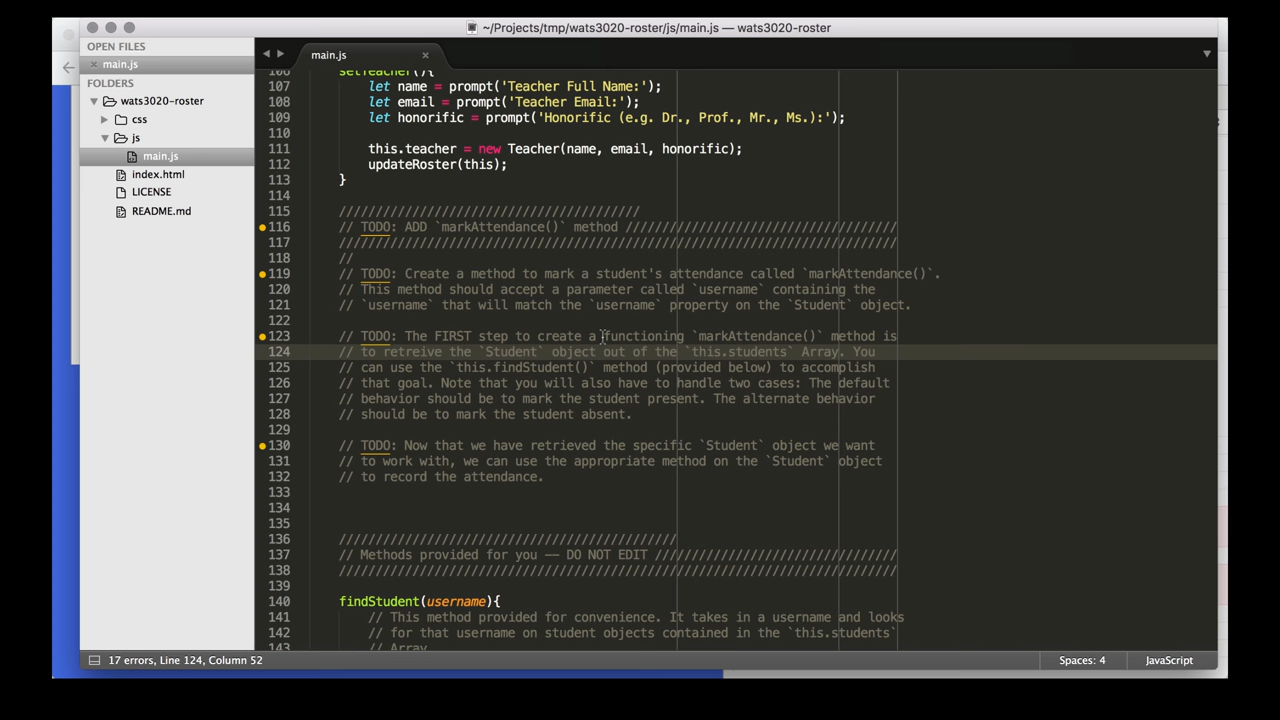 ~/Projects/tmp/wats3020-roster/js/main.js — wats3020-roster
OPEN FILES
main.js
FOLDERS
wats3020-roster
css
js
main.js
index.html
LICENSE
README.md
main.js
106 setTeacher(){
107 let name = prompt('Teacher Full Name:');
108 let email = prompt('Teacher Email:');
109 let honorific = prompt('Honorific (e.g. Dr., Prof., Mr., Ms.):');
110
111 this.teacher = new Teacher(name, email, honorific);
112 updateRoster(this);
113 }
114
115 /////////////////////////////////////////
116 // TODO: ADD `markAttendance()` method /////////////////////////////////////
117 ////////////////////////////////////////////////////////////////////////////
118 //
119 // TODO: Create a method to mark a student's attendance called `markAttendance()`.
120 // This method should accept a parameter called `username` containing the
121 // `username` that will match the `username` property on the `Student` object.
122
123 // TODO: The FIRST step to create a functioning `markAttendance()` method is
124 // to retreive the `Student` object out of the `this.students` Array. You
125 // can use the `this.findStudent()` method (provided below) to accomplish
126 // that goal. Note that you will also have to handle two cases: The default
127 // behavior should be to mark the student present. The alternate behavior
128 // should be to mark the student absent.
129
130 // TODO: Now that we have retrieved the specific `Student` object we want
131 // to work with, we can use the appropriate method on the `Student` object
132 // to record the attendance.
133
134
135
136 //////////////////////////////////////////////
137 // Methods provided for you -- DO NOT EDIT /////////////////////////////////
138 ////////////////////////////////////////////////////////////////////////////
139
140 findStudent(username){
141 // This method provided for convenience. It takes in a username and looks
142 // for that username on student objects contained in the `this.students`
143 // Array.
17 errors, Line 124, Column 52
Spaces: 4
JavaScript